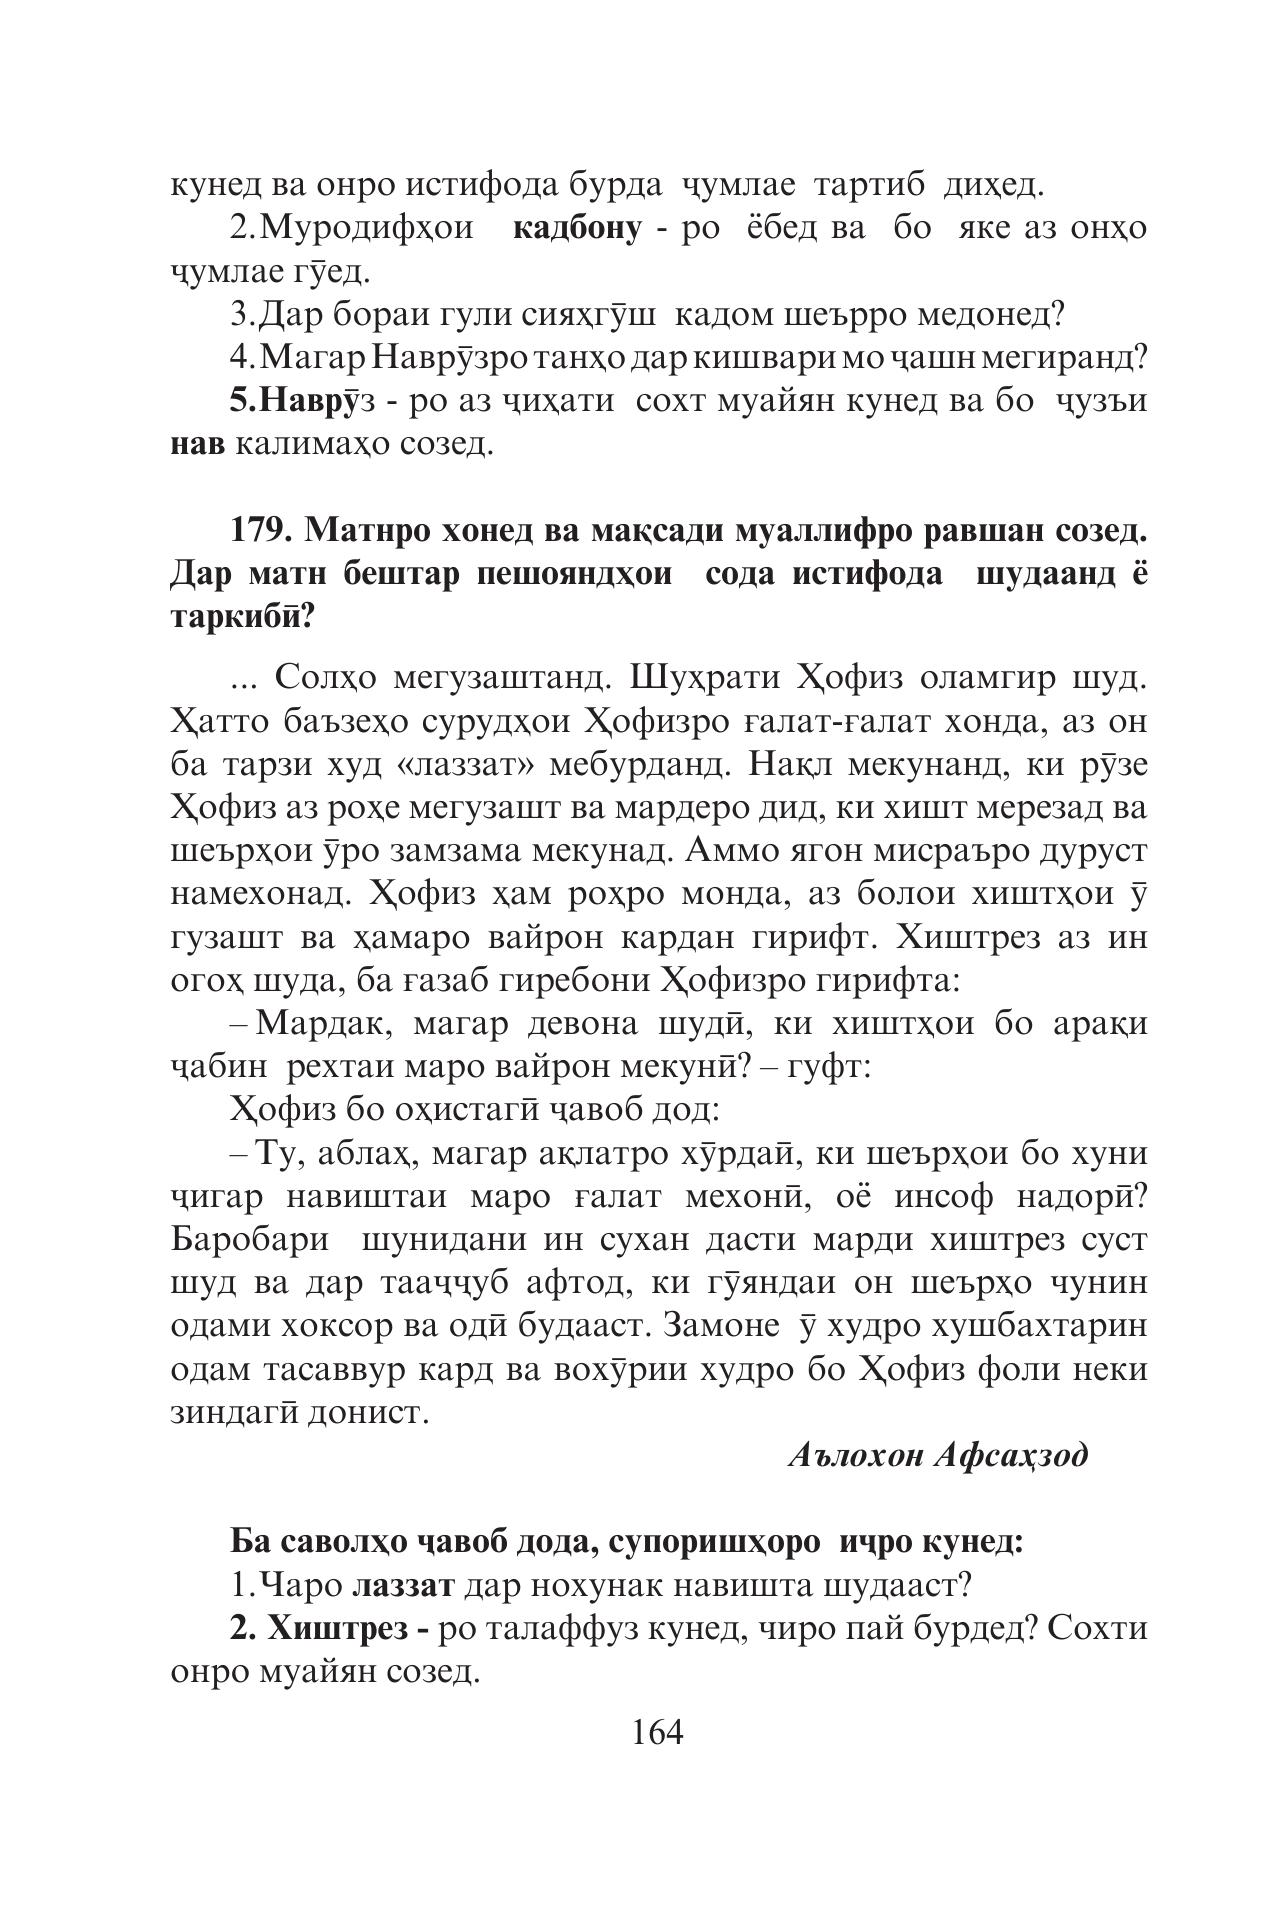 кунед ва онро истифода бурда ҷумлае тартиб диҳед.
2.Муродифҳои кадбону - ро ёбед ва бо яке аз онҳо
ҷумлае гӯед.
3.Дар бораи гули сияҳгӯш кадом шеърро медонед?
4.Магар Наврӯзро танҳо дар кишвари мо ҷашн мегиранд?
5.Наврӯз - ро аз ҷиҳати сохт муайян кунед ва бо ҷузъи
нав калимаҳо созед.
179. Матнро хонед ва мақсади муаллифро равшан созед.
Дар матн бештар пешояндҳои сода истифода шудаанд ё
таркибӣ?
... Солҳо мегузаштанд. Шуҳрати Ҳофиз оламгир шуд.
Ҳатто баъзеҳо сурудҳои Ҳофизро ғалат-ғалат хонда, аз он
ба тарзи худ «лаззат» мебурданд. Нақл мекунанд, ки рӯзе
Ҳофиз аз роҳе мегузашт ва мардеро дид, ки хишт мерезад ва
шеърҳои ӯро замзама мекунад. Аммо ягон мисраъро дуруст
намехонад. Ҳофиз ҳам роҳро монда, аз болои хиштҳои ӯ
гузашт ва ҳамаро вайрон кардан гирифт. Хиштрез аз ин
огоҳ шуда, ба ғазаб гиребони Ҳофизро гирифта:
– Мардак, магар девона шудӣ, ки хиштҳои бо арақи
ҷабин рехтаи маро вайрон мекунӣ? – гуфт:
Ҳофиз бо оҳистагӣ ҷавоб дод:
– Ту, аблаҳ, магар ақлатро хӯрдаӣ, ки шеърҳои бо хуни
ҷигар навиштаи маро ғалат мехонӣ, оё инсоф надорӣ?
Баробари шунидани ин сухан дасти марди хиштрез суст
шуд ва дар тааҷҷуб афтод, ки гӯяндаи он шеърҳо чунин
одами хоксор ва одӣ будааст. Замоне ӯ худро хушбахтарин
одам тасаввур кард ва вохӯрии худро бо Ҳофиз фоли неки
зиндагӣ донист.
Аълохон Афсаҳзод
Ба саволҳо ҷавоб дода, супоришҳоро иҷро кунед:
1.Чаро лаззат дар нохунак навишта шудааст?
2. Хиштрез - ро талаффуз кунед, чиро пай бурдед? Сохти
онро муайян созед.
164